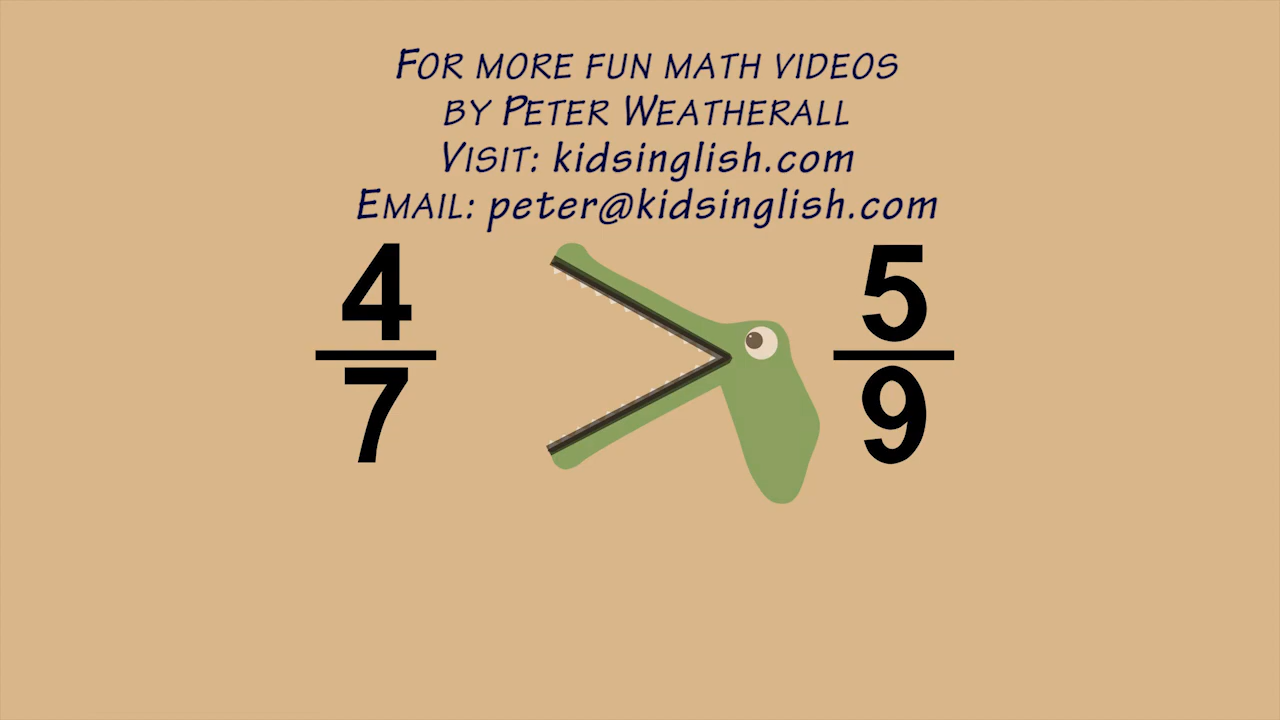 FOR MORE FUN MATH VIDEOS
BY PETER WEATHERALL
VISIT: kidsinglish.com
EMAIL: peter@kidsinglish.com
4 5
7 9